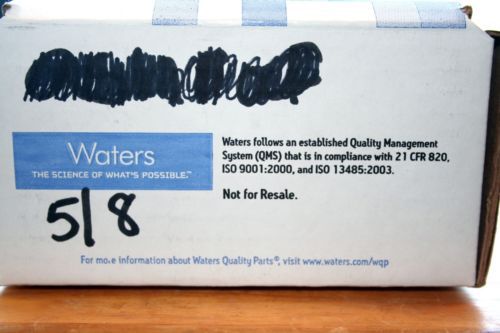 Waters
THE SCIENCE OF WHAT'S POSSIBLE.™
Waters follows an established Quality Management
System (QMS) that is in compliance with 21 CFR 820,
ISO 9001:2000, and ISO 13485:2003.
Not for Resale.
5/8
For more information about Waters Quality Parts®, visit www.waters.com/wqp